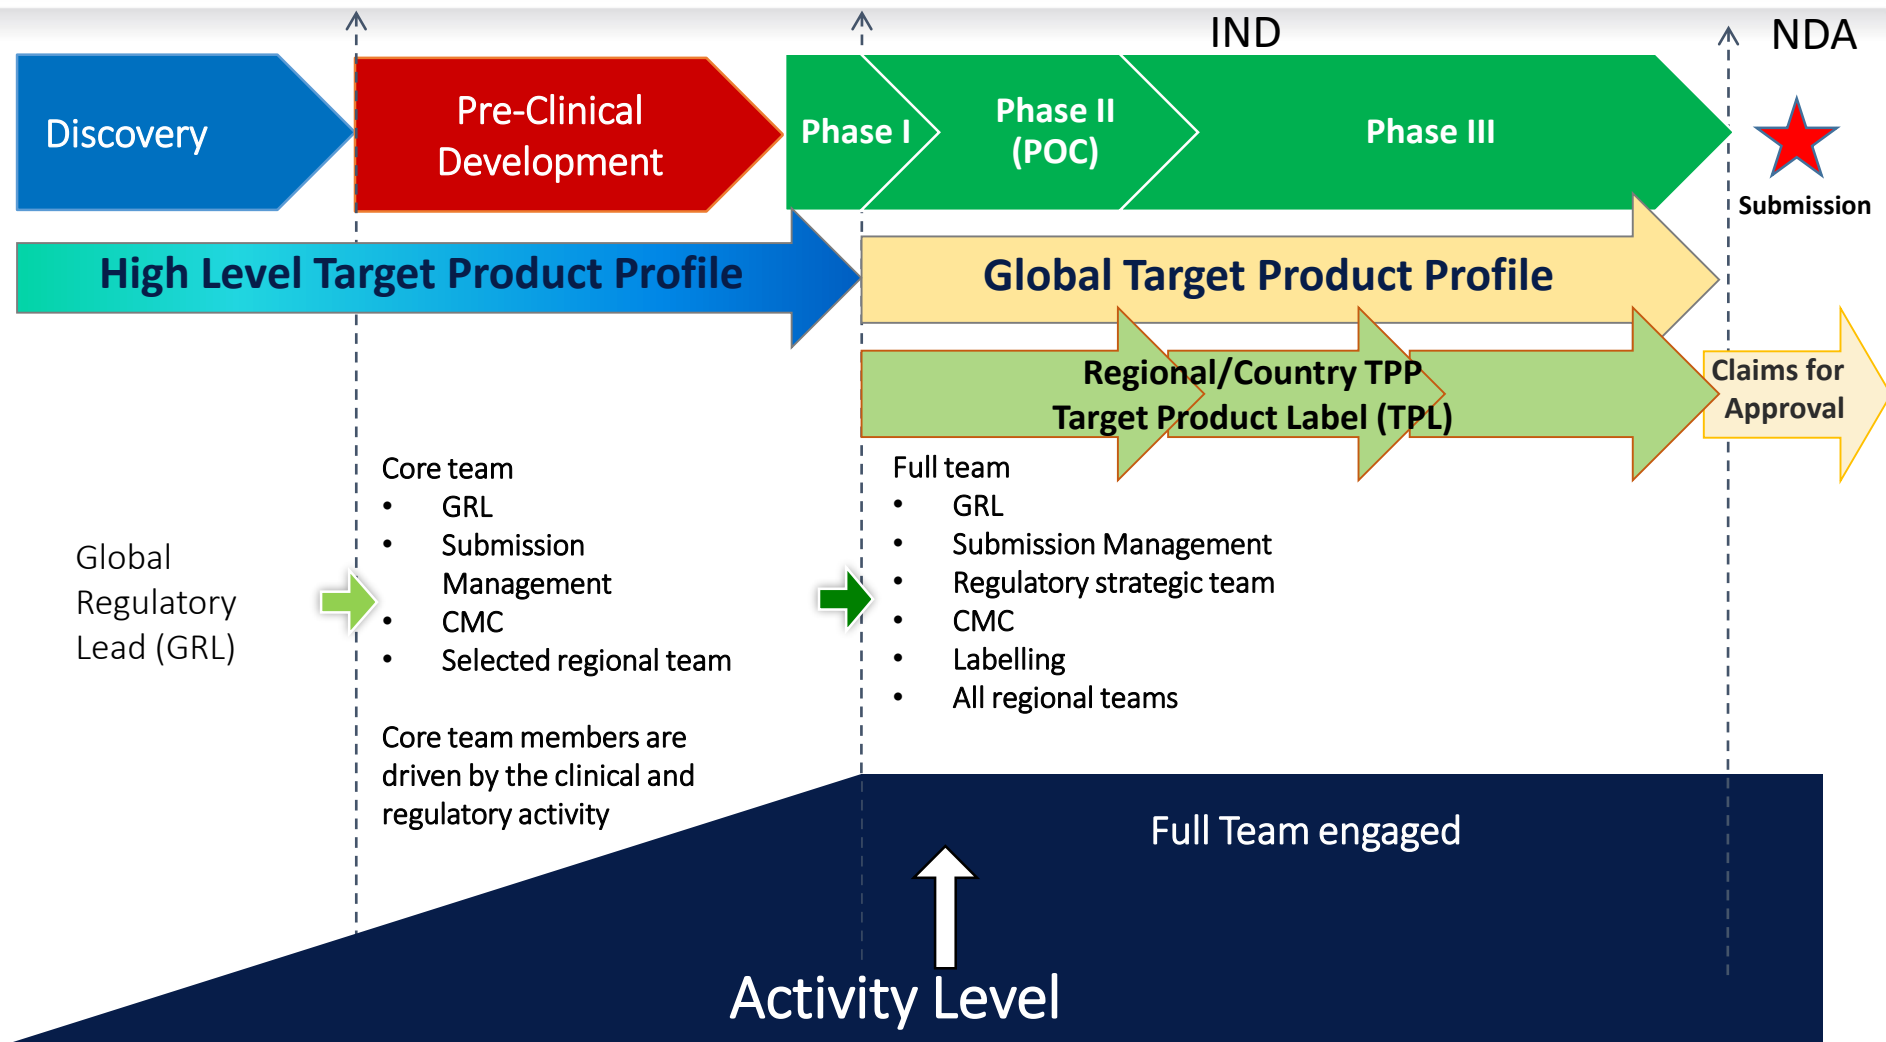 IND
NDA
Discovery
Pre-Clinical
Development
Phase I
Phase II
(POC)
Phase III
Submission
High Level Target Product Profile
Global Target Product Profile
Regional/Country TPP
Target Product Label (TPL)
Claims for
Approval
Global
Regulatory
Lead (GRL)
Core team
• GRL
• Submission
Management
• CMC
• Selected regional team
Core team members are
driven by the clinical and
regulatory activity
Full team
• GRL
• Submission Management
• Regulatory strategic team
• CMC
• Labelling
• All regional teams
Full Team engaged
Activity Level